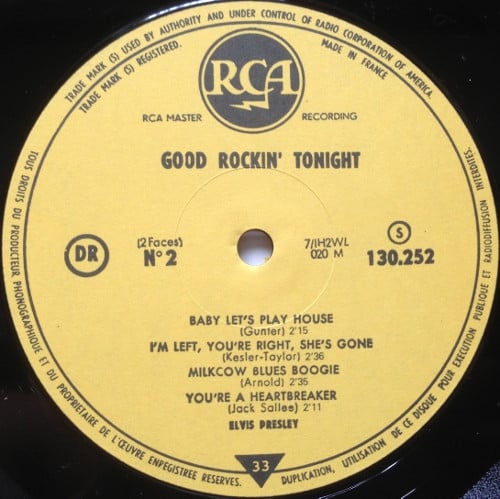 TRADE MARK (S) USED BY AUTHORITY AND UNDER CONTROL OF RADIO CORPORATION OF AMERICA.
TRADE MARK (S) REGISTERED.
MADE IN FRANCE
RCA
RCA MASTER RECORDING
GOOD ROCKIN' TONIGHT
DR
(2 Faces)
N° 2
7/IH2WL
020 M
S
130.252
BABY LET'S PLAY HOUSE
(Gunter) 2'15
I'M LEFT, YOU'RE RIGHT, SHE'S GONE
(Kesler-Taylor) 2'36
MILKCOW BLUES BOOGIE
(Arnold) 2'35
YOU'RE A HEARTBREAKER
(Jack Sallee) 2'11
ELVIS PRESLEY
33
TOUS DROITS DU PRODUCTEUR PHONOGRAPHIQUE ET DU PROPRIETAIRE DE L'ŒUVRE ENREGISTREE RESERVES. DUPLICATION, UTILISATION DE CE DISQUE POUR EXECUTION PUBLIQUE ET RADIODIFFUSION INTERDITES.